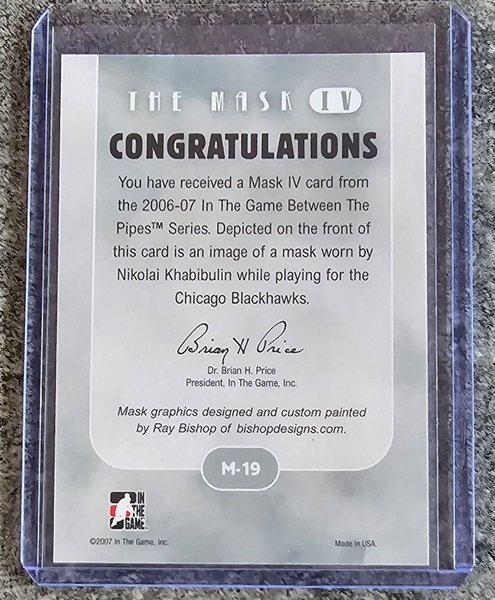 THE MASK IV
CONGRATULATIONS
You have received a Mask IV card from
the 2006-07 In The Game Between The
Pipes™ Series. Depicted on the front of
this card is an image of a mask worn by
Nikolai Khabibulin while playing for the
Chicago Blackhawks.
Brian H Price
Dr. Brian H. Price
President, In The Game, Inc.
Mask graphics designed and custom painted
by Ray Bishop of bishopdesigns.com.
M-19
IN
THE
GAME
©2007 In The Game, Inc.
Made in USA.